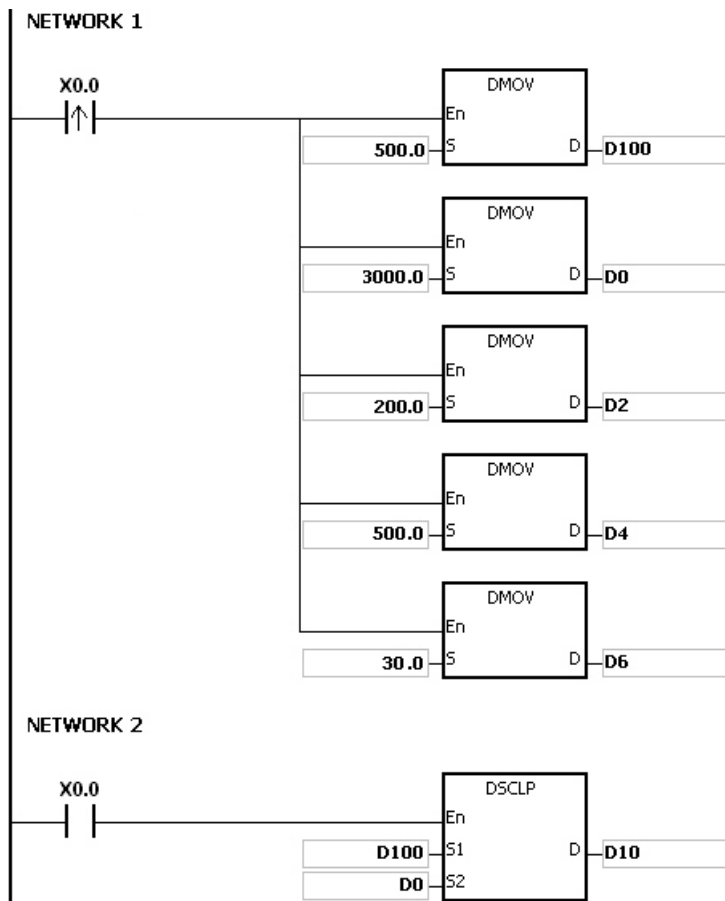 NETWORK 1
X0.0
DMOV
En
500.0 S D D100
DMOV
En
3000.0 S D D0
DMOV
En
200.0 S D D2
DMOV
En
500.0 S D D4
DMOV
En
30.0 S D D6
NETWORK 2
X0.0
DSCLP
En
D100 S1 D D10
D0 S2